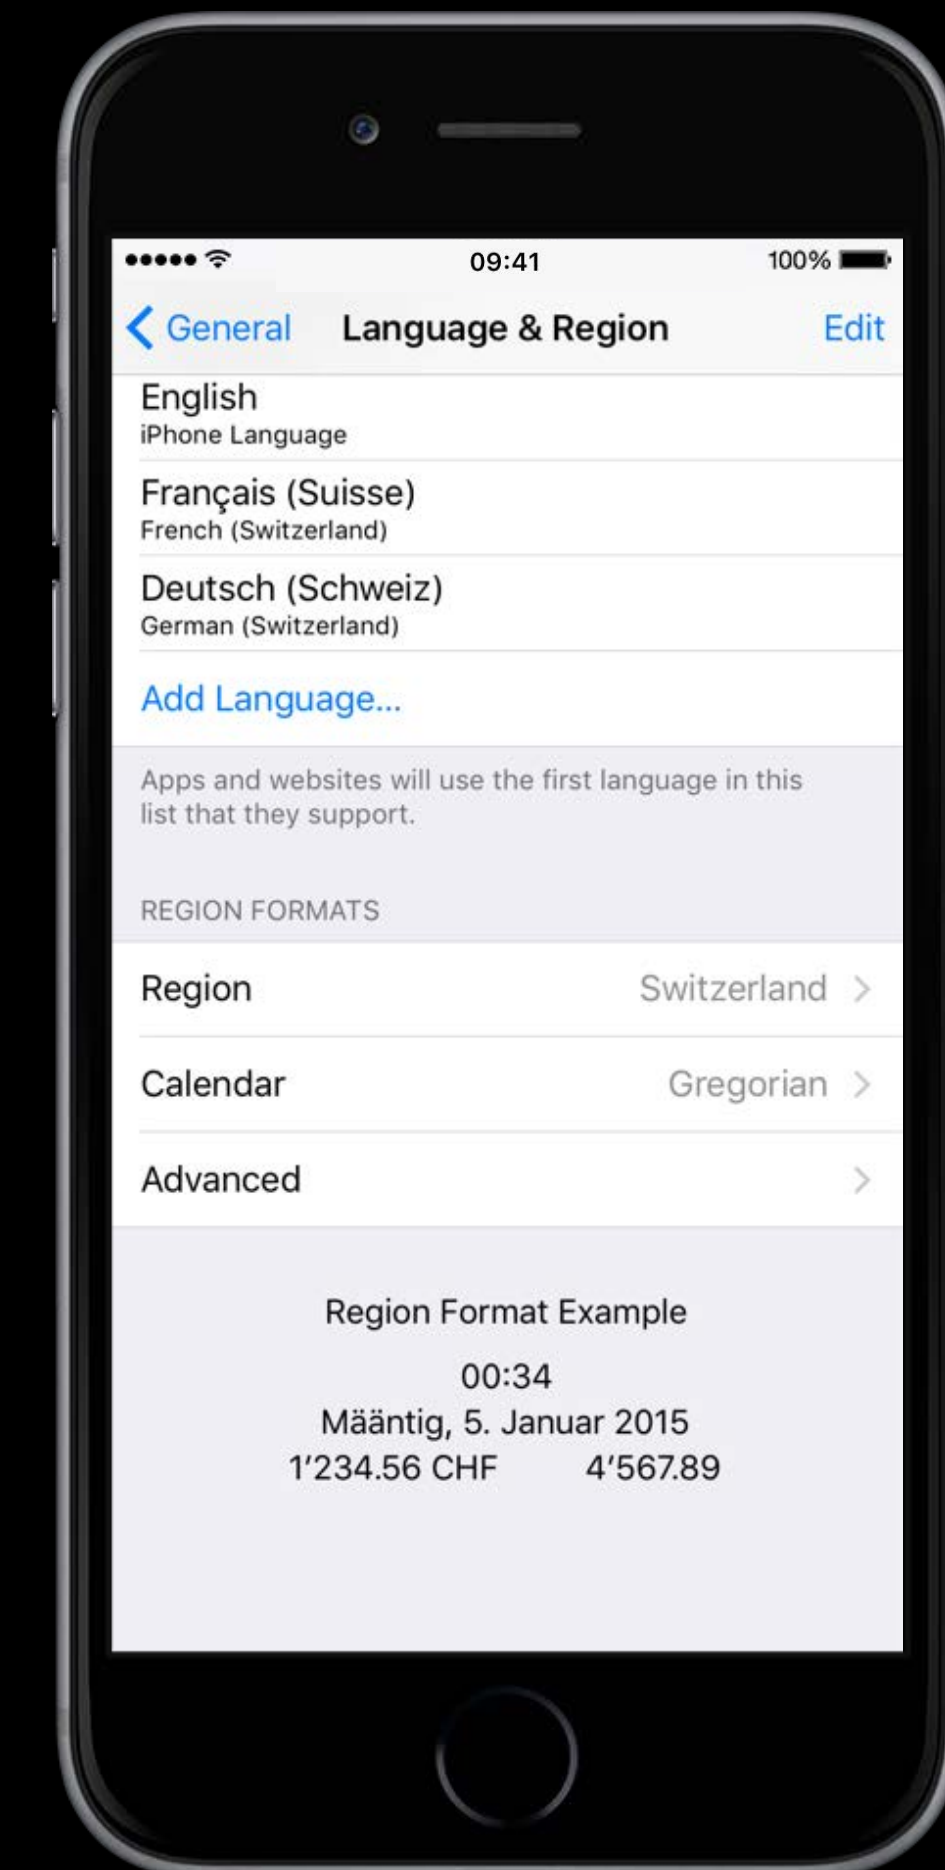 09:41 100%
General Language & Region Edit
English
iPhone Language
Français (Suisse)
French (Switzerland)
Deutsch (Schweiz)
German (Switzerland)
Add Language...
Apps and websites will use the first language in this
list that they support.
REGION FORMATS
Region Switzerland
Calendar Gregorian
Advanced
Region Format Example
00:34
Määntig, 5. Januar 2015
1’234.56 CHF 4’567.89